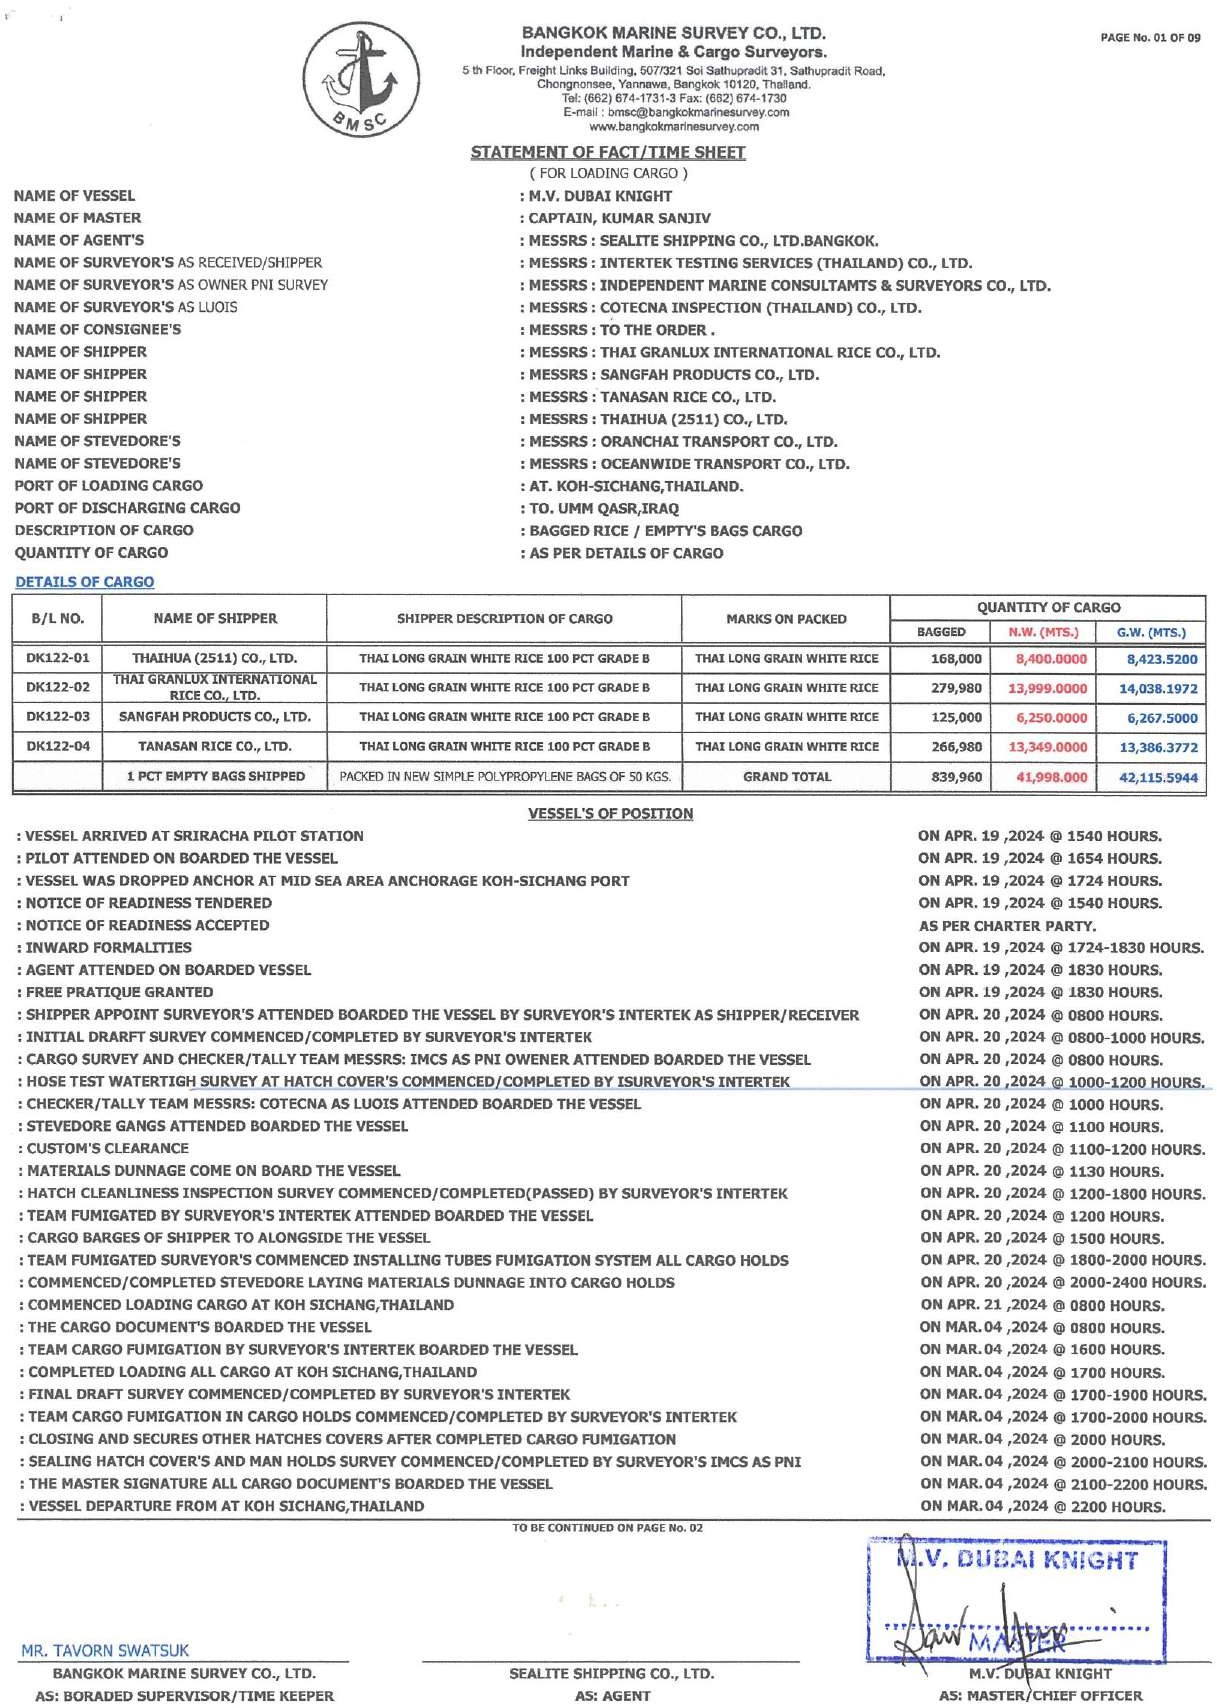 BANGKOK MARINE SURVEY CO., LTD.
PAGE No. 01 OF 09
Independent Marine & Cargo Surveyors.
5 th Floor, Freight Links Building, 507/321 Soi Sathupradit 31, Sathupradit Road,
Chongnonsee, Yannawa, Bangkok 10120, Thailand.
Tel: (662) 674-1731-3 Fax: (662) 674-1730
E-mail : bmsc@bangkokmarinesurvey.com
www.bangkokmarinesurvey.com
BMSC
STATEMENT OF FACT/TIME SHEET
( FOR LOADING CARGO )
NAME OF VESSEL : M.V. DUBAI KNIGHT
NAME OF MASTER : CAPTAIN, KUMAR SANJIV
NAME OF AGENT'S : MESSRS : SEALITE SHIPPING CO., LTD.BANGKOK.
NAME OF SURVEYOR'S AS RECEIVED/SHIPPER : MESSRS : INTERTEK TESTING SERVICES (THAILAND) CO., LTD.
NAME OF SURVEYOR'S AS OWNER PNI SURVEY : MESSRS : INDEPENDENT MARINE CONSULTAMTS & SURVEYORS CO., LTD.
NAME OF SURVEYOR'S AS LUOIS : MESSRS : COTECNA INSPECTION (THAILAND) CO., LTD.
NAME OF CONSIGNEE'S : MESSRS : TO THE ORDER .
NAME OF SHIPPER : MESSRS : THAI GRANLUX INTERNATIONAL RICE CO., LTD.
NAME OF SHIPPER : MESSRS : SANGFAH PRODUCTS CO., LTD.
NAME OF SHIPPER : MESSRS : TANASAN RICE CO., LTD.
NAME OF SHIPPER : MESSRS : THAIHUA (2511) CO., LTD.
NAME OF STEVEDORE'S : MESSRS : ORANCHAI TRANSPORT CO., LTD.
NAME OF STEVEDORE'S : MESSRS : OCEANWIDE TRANSPORT CO., LTD.
PORT OF LOADING CARGO : AT. KOH-SICHANG,THAILAND.
PORT OF DISCHARGING CARGO : TO. UMM QASR,IRAQ
DESCRIPTION OF CARGO : BAGGED RICE / EMPTY'S BAGS CARGO
QUANTITY OF CARGO : AS PER DETAILS OF CARGO
DETAILS OF CARGO
B/L NO. NAME OF SHIPPER SHIPPER DESCRIPTION OF CARGO MARKS ON PACKED QUANTITY OF CARGO
BAGGED N.W. (MTS.) G.W. (MTS.)
DK122-01 THAIHUA (2511) CO., LTD. THAI LONG GRAIN WHITE RICE 100 PCT GRADE B THAI LONG GRAIN WHITE RICE 168,000 8,400.0000 8,423.5200
DK122-02 THAI GRANLUX INTERNATIONAL RICE CO., LTD. THAI LONG GRAIN WHITE RICE 100 PCT GRADE B THAI LONG GRAIN WHITE RICE 279,980 13,999.0000 14,038.1972
DK122-03 SANGFAH PRODUCTS CO., LTD. THAI LONG GRAIN WHITE RICE 100 PCT GRADE B THAI LONG GRAIN WHITE RICE 125,000 6,250.0000 6,267.5000
DK122-04 TANASAN RICE CO., LTD. THAI LONG GRAIN WHITE RICE 100 PCT GRADE B THAI LONG GRAIN WHITE RICE 266,980 13,349.0000 13,386.3772
1 PCT EMPTY BAGS SHIPPED PACKED IN NEW SIMPLE POLYPROPYLENE BAGS OF 50 KGS. GRAND TOTAL 839,960 41,998.000 42,115.5944
VESSEL'S OF POSITION
: VESSEL ARRIVED AT SRIRACHA PILOT STATION ON APR. 19 ,2024 @ 1540 HOURS.
: PILOT ATTENDED ON BOARDED THE VESSEL ON APR. 19 ,2024 @ 1654 HOURS.
: VESSEL WAS DROPPED ANCHOR AT MID SEA AREA ANCHORAGE KOH-SICHANG PORT ON APR. 19 ,2024 @ 1724 HOURS.
: NOTICE OF READINESS TENDERED ON APR. 19 ,2024 @ 1540 HOURS.
: NOTICE OF READINESS ACCEPTED AS PER CHARTER PARTY.
: INWARD FORMALITIES ON APR. 19 ,2024 @ 1724-1830 HOURS.
: AGENT ATTENDED ON BOARDED VESSEL ON APR. 19 ,2024 @ 1830 HOURS.
: FREE PRATIQUE GRANTED ON APR. 19 ,2024 @ 1830 HOURS.
: SHIPPER APPOINT SURVEYOR'S ATTENDED BOARDED THE VESSEL BY SURVEYOR'S INTERTEK AS SHIPPER/RECEIVER ON APR. 20 ,2024 @ 0800 HOURS.
: INITIAL DRARFT SURVEY COMMENCED/COMPLETED BY SURVEYOR'S INTERTEK ON APR. 20 ,2024 @ 0800-1000 HOURS.
: CARGO SURVEY AND CHECKER/TALLY TEAM MESSRS: IMCS AS PNI OWENER ATTENDED BOARDED THE VESSEL ON APR. 20 ,2024 @ 0800 HOURS.
: HOSE TEST WATERTIGH SURVEY AT HATCH COVER'S COMMENCED/COMPLETED BY ISURVEYOR'S INTERTEK ON APR. 20 ,2024 @ 1000-1200 HOURS.
: CHECKER/TALLY TEAM MESSRS: COTECNA AS LUOIS ATTENDED BOARDED THE VESSEL ON APR. 20 ,2024 @ 1000 HOURS.
: STEVEDORE GANGS ATTENDED BOARDED THE VESSEL ON APR. 20 ,2024 @ 1100 HOURS.
: CUSTOM'S CLEARANCE ON APR. 20 ,2024 @ 1100-1200 HOURS.
: MATERIALS DUNNAGE COME ON BOARD THE VESSEL ON APR. 20 ,2024 @ 1130 HOURS.
: HATCH CLEANLINESS INSPECTION SURVEY COMMENCED/COMPLETED(PASSED) BY SURVEYOR'S INTERTEK ON APR. 20 ,2024 @ 1200-1800 HOURS.
: TEAM FUMIGATED BY SURVEYOR'S INTERTEK ATTENDED BOARDED THE VESSEL ON APR. 20 ,2024 @ 1200 HOURS.
: CARGO BARGES OF SHIPPER TO ALONGSIDE THE VESSEL ON APR. 20 ,2024 @ 1500 HOURS.
: TEAM FUMIGATED SURVEYOR'S COMMENCED INSTALLING TUBES FUMIGATION SYSTEM ALL CARGO HOLDS ON APR. 20 ,2024 @ 1800-2000 HOURS.
: COMMENCED/COMPLETED STEVEDORE LAYING MATERIALS DUNNAGE INTO CARGO HOLDS ON APR. 20 ,2024 @ 2000-2400 HOURS.
: COMMENCED LOADING CARGO AT KOH SICHANG,THAILAND ON APR. 21 ,2024 @ 0800 HOURS.
: THE CARGO DOCUMENT'S BOARDED THE VESSEL ON MAR. 04 ,2024 @ 0800 HOURS.
: TEAM CARGO FUMIGATION BY SURVEYOR'S INTERTEK BOARDED THE VESSEL ON MAR. 04 ,2024 @ 1600 HOURS.
: COMPLETED LOADING ALL CARGO AT KOH SICHANG,THAILAND ON MAR. 04 ,2024 @ 1700 HOURS.
: FINAL DRAFT SURVEY COMMENCED/COMPLETED BY SURVEYOR'S INTERTEK ON MAR. 04 ,2024 @ 1700-1900 HOURS.
: TEAM CARGO FUMIGATION IN CARGO HOLDS COMMENCED/COMPLETED BY SURVEYOR'S INTERTEK ON MAR. 04 ,2024 @ 1700-2000 HOURS.
: CLOSING AND SECURES OTHER HATCHES COVERS AFTER COMPLETED CARGO FUMIGATION ON MAR. 04 ,2024 @ 2000 HOURS.
: SEALING HATCH COVER'S AND MAN HOLDS SURVEY COMMENCED/COMPLETED BY SURVEYOR'S IMCS AS PNI ON MAR. 04 ,2024 @ 2000-2100 HOURS.
: THE MASTER SIGNATURE ALL CARGO DOCUMENT'S BOARDED THE VESSEL ON MAR. 04 ,2024 @ 2100-2200 HOURS.
: VESSEL DEPARTURE FROM AT KOH SICHANG,THAILAND ON MAR. 04 ,2024 @ 2200 HOURS.
TO BE CONTINUED ON PAGE No. 02
M.V. DUBAI KNIGHT
MASTER
MR. TAVORN SWATSUK
BANGKOK MARINE SURVEY CO., LTD. SEALITE SHIPPING CO., LTD. M.V. DUBAI KNIGHT
AS: BORADED SUPERVISOR/TIME KEEPER AS: AGENT AS: MASTER/CHIEF OFFICER